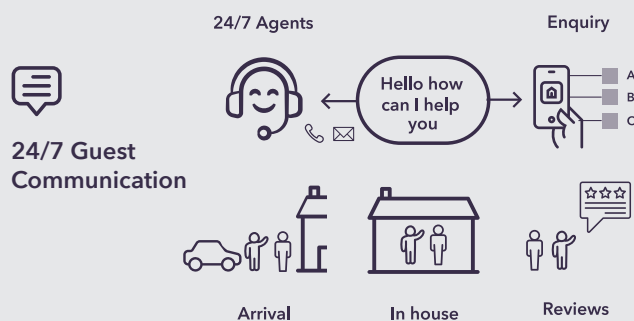 24/7 Agents
Enquiry
Hello how
can I help
you
A
B
C
24/7 Guest
Communication
Arrival
In house
Reviews